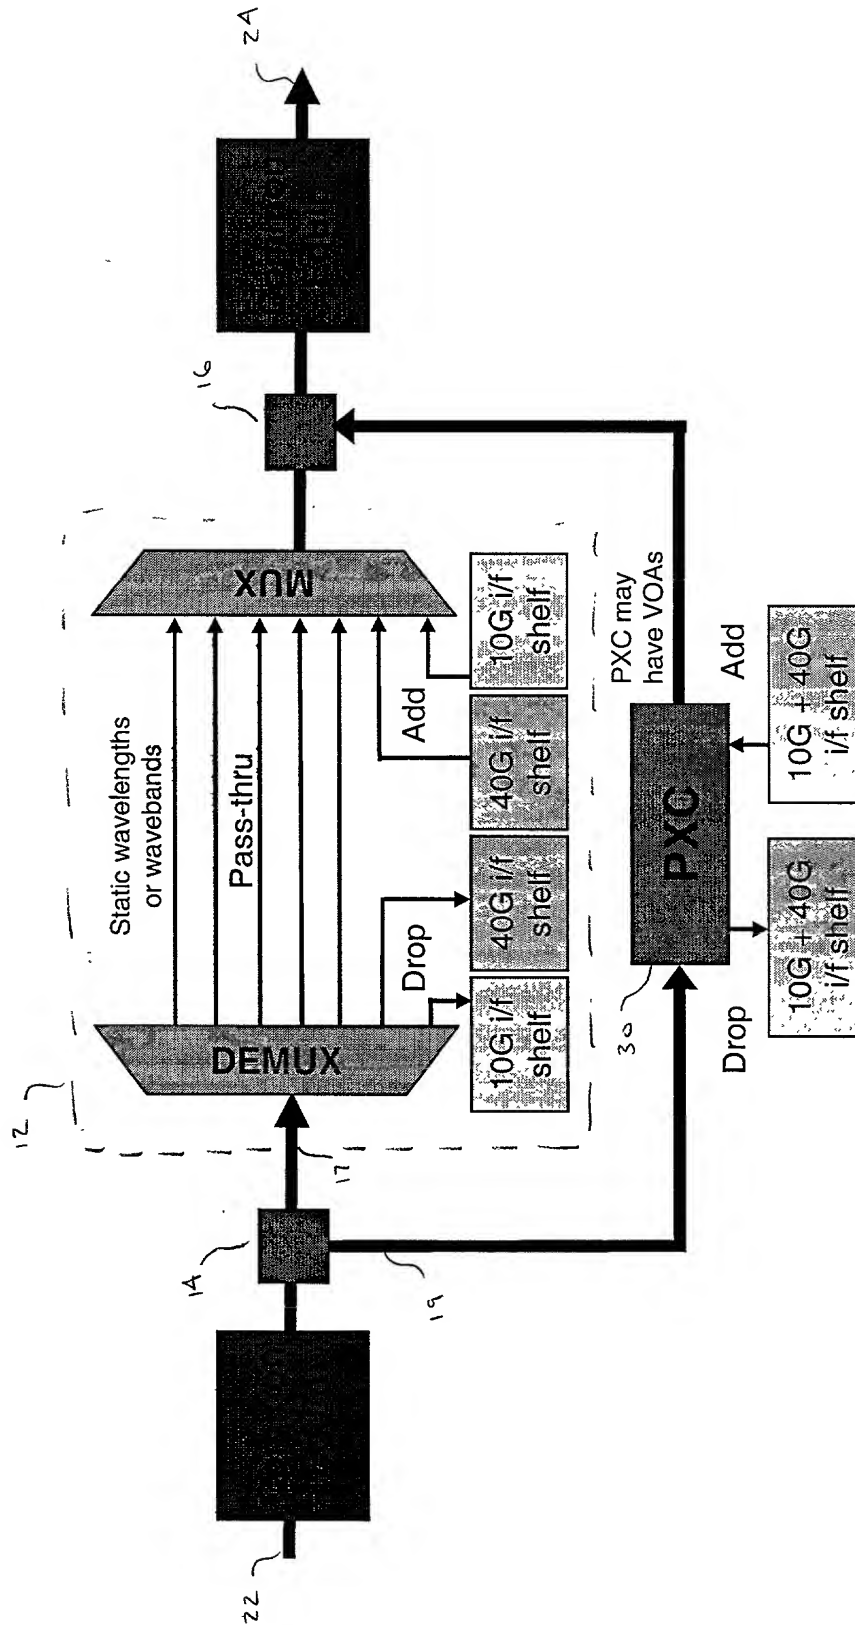 12
Static wavelengths
or wavebands
Pass-thru
DEMUX
MUX
Drop
Add
10G i/f
shelf
40G i/f
shelf
40G i/f
shelf
10G i/f
shelf
22
14
17
19
16
24
30
PXC
PXC may
have VOAs
Drop
Add
10G + 40G
i/f shelf
10G + 40G
i/f shelf